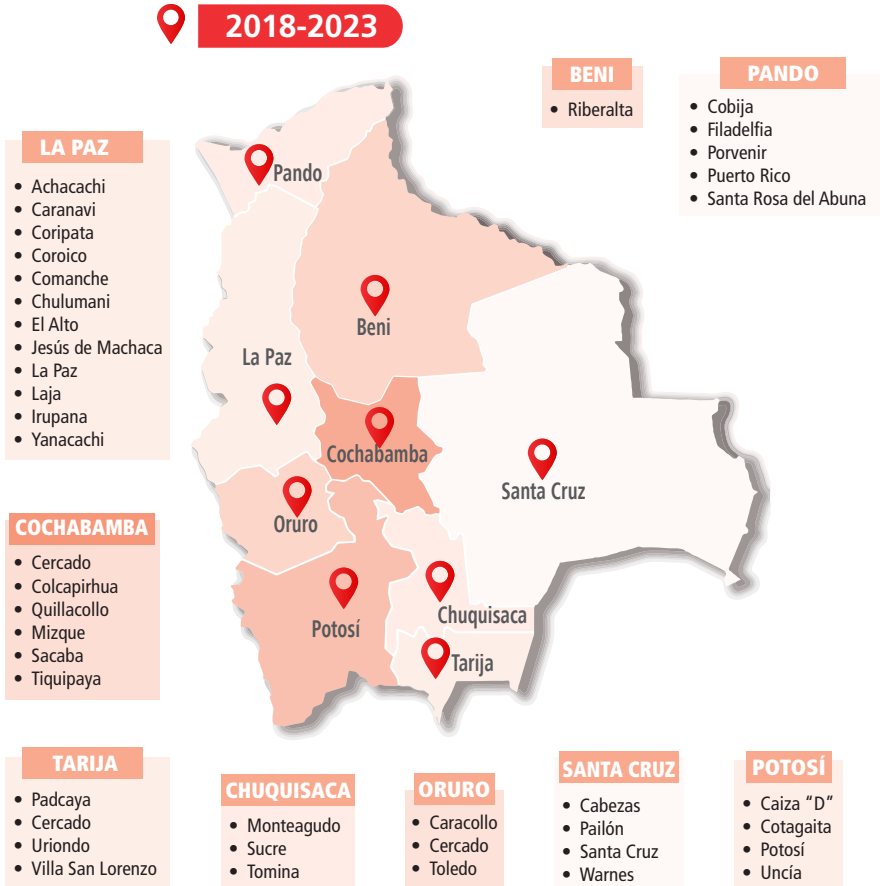 2018-2023
BENI
• Riberalta
PANDO
• Cobija
• Filadelfia
• Porvenir
• Puerto Rico
• Santa Rosa del Abuna
LA PAZ
• Achacachi
• Caranavi
• Coripata
• Coroico
• Comanche
• Chulumani
• El Alto
• Jesús de Machaca
• La Paz
• Laja
• Irupana
• Yanacachi
Pando
Beni
La Paz
Cochabamba
Santa Cruz
Oruro
Potosí
Chuquisaca
Tarija
COCHABAMBA
• Cercado
• Colcapirhua
• Quillacollo
• Mizque
• Sacaba
• Tiquipaya
TARIJA
• Padcaya
• Cercado
• Uriondo
• Villa San Lorenzo
CHUQUISACA
• Monteagudo
• Sucre
• Tomina
ORURO
• Caracollo
• Cercado
• Toledo
SANTA CRUZ
• Cabezas
• Pailón
• Santa Cruz
• Warnes
POTOSÍ
• Caiza “D”
• Cotagaita
• Potosí
• Uncía